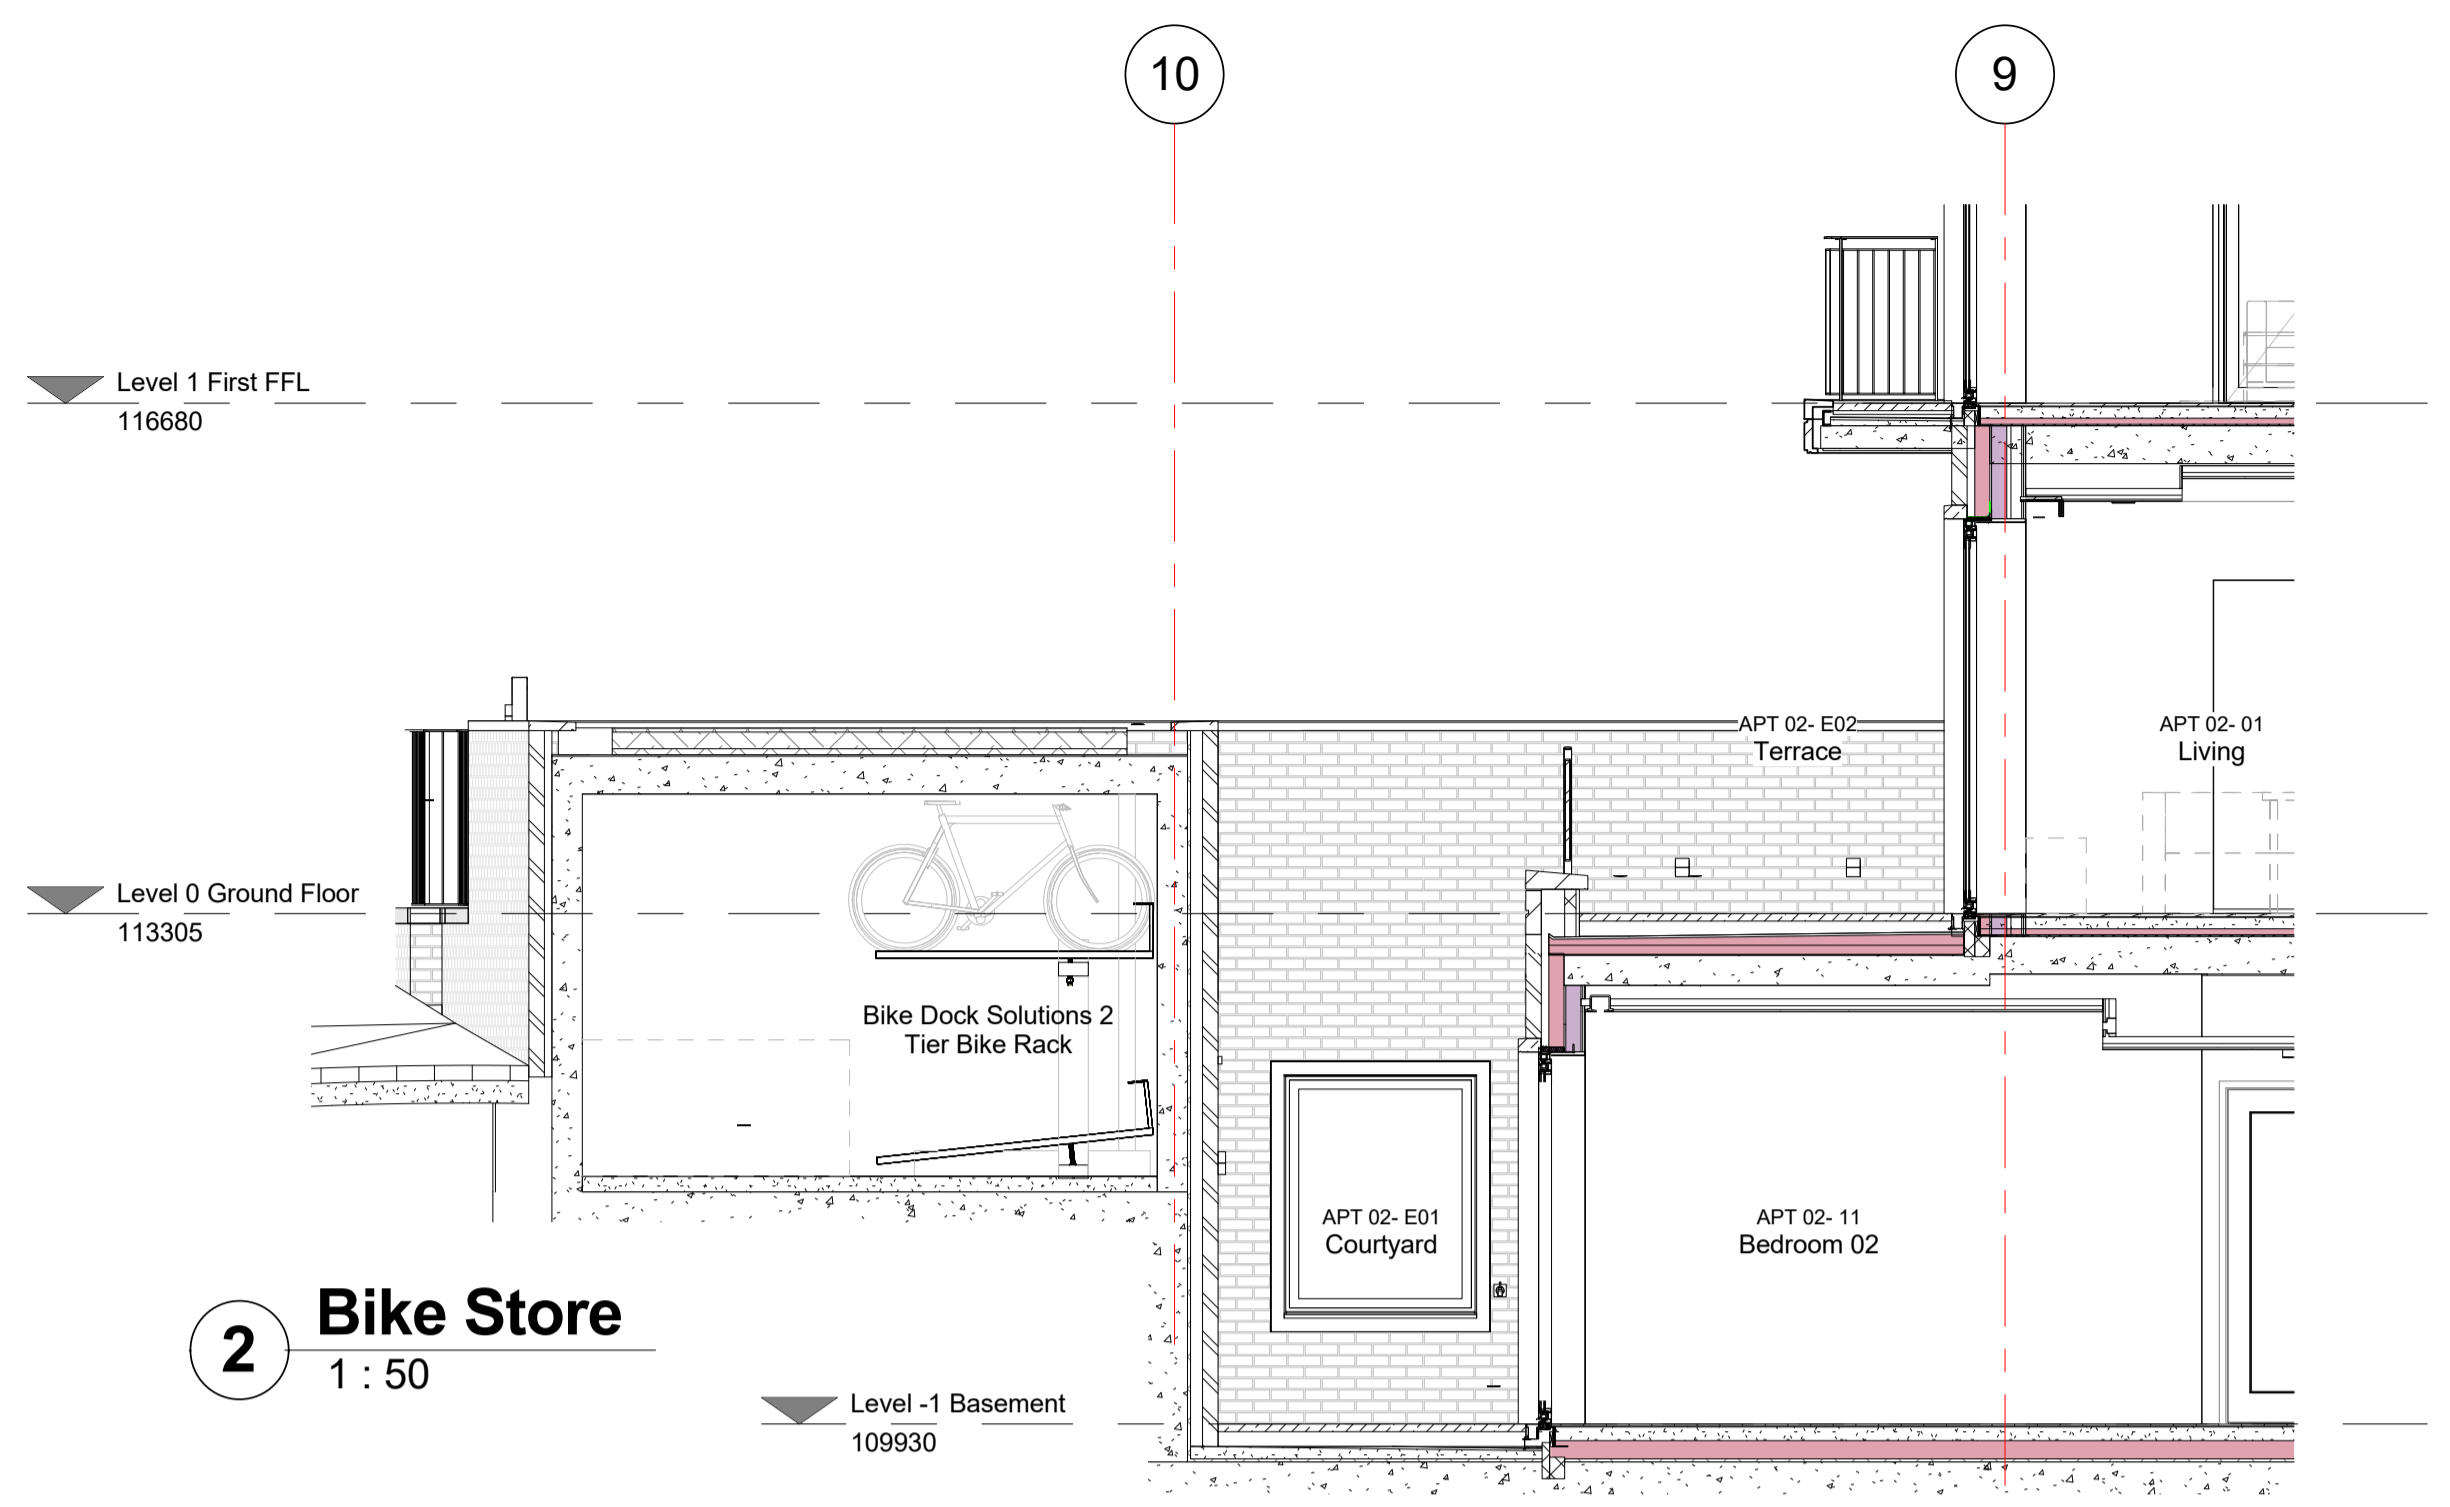 10
9
Level 1 First FFL
116680
APT 02- E02
Terrace
APT 02- 01
Living
Level 0 Ground Floor
113305
Bike Dock Solutions 2
Tier Bike Rack
APT 02- E01
Courtyard
APT 02- 11
Bedroom 02
2
Bike Store
1 : 50
Level -1 Basement
109930